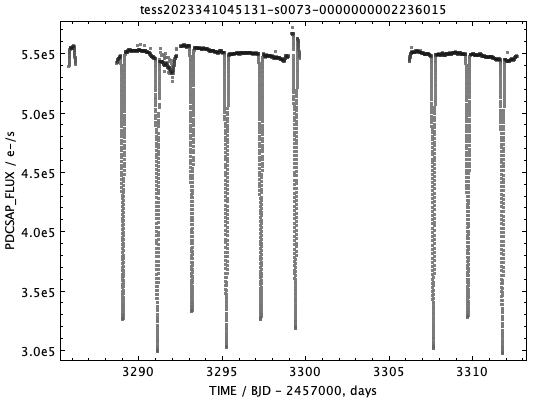 tess2023341045131-s0073-0000000002236015
5.5e5
5.0e5
4.5e5
4.0e5
3.5e5
3.0e5
PDCSAP_FLUX / e-/s
3290 3295 3300 3305 3310
TIME / BJD - 2457000, days